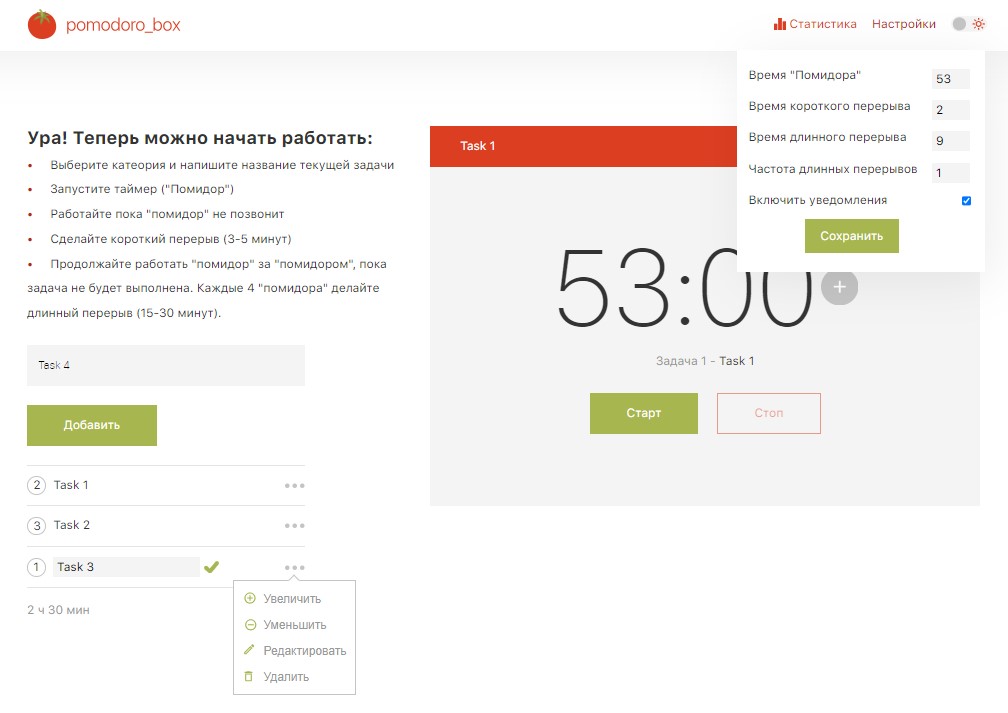 pomodoro_box
Статистика
Настройки
Время "Помидора"
53
Время короткого перерыва
2
Время длинного перерыва
9
Частота длинных перерывов
1
Включить уведомления
Сохранить
Ура! Теперь можно начать работать:
• Выберите катеория и напишите название текущей задачи
• Запустите таймер ("Помидор")
• Работайте пока "помидор" не позвонит
• Сделайте короткий перерыв (3-5 минут)
• Продолжайте работать "помидор" за "помидором", пока
задача не будет выполнена. Каждые 4 "помидора" делайте
длинный перерыв (15-30 минут).
Task 4
Добавить
2 Task 1
3 Task 2
1 Task 3
2 ч 30 мин
Увеличить
Уменьшить
Редактировать
Удалить
Task 1
53:00
+
Задача 1 - Task 1
Старт
Стоп